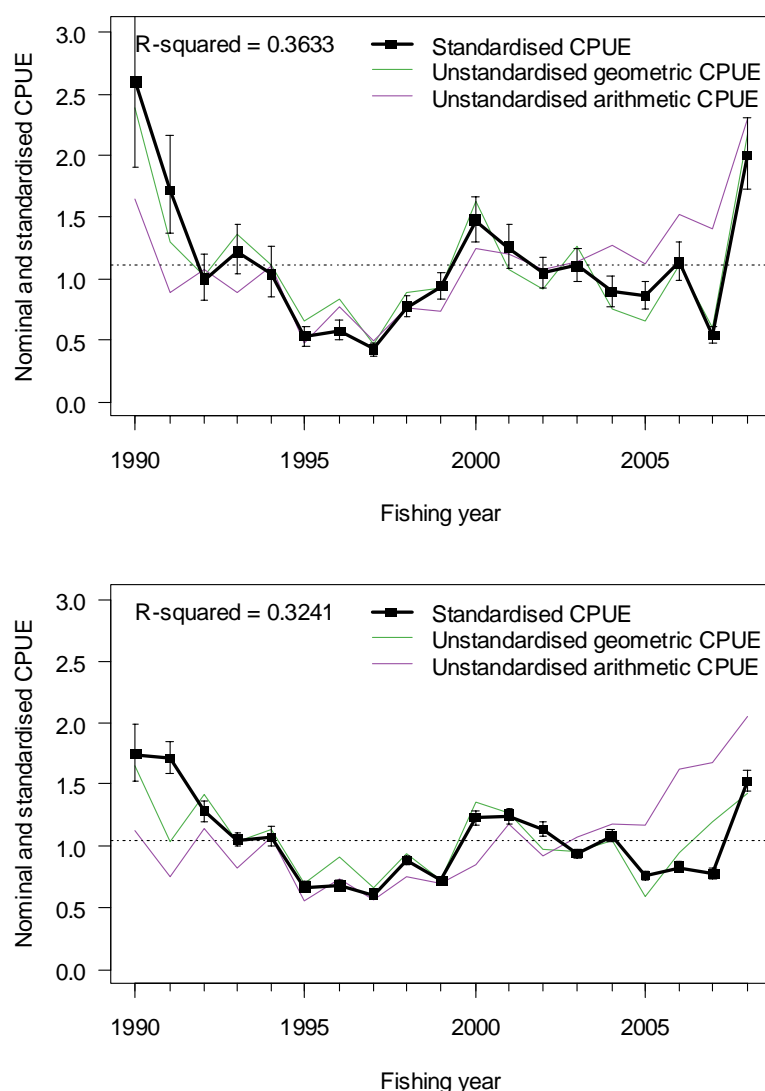 R-squared = 0.3633
Standardised CPUE
Unstandardised geometric CPUE
Unstandardised arithmetic CPUE
Nominal and standardised CPUE
3.0
2.5
2.0
1.5
1.0
0.5
0.0
1990 1995 2000 2005
Fishing year
R-squared = 0.3241
Standardised CPUE
Unstandardised geometric CPUE
Unstandardised arithmetic CPUE
Nominal and standardised CPUE
3.0
2.5
2.0
1.5
1.0
0.5
0.0
1990 1995 2000 2005
Fishing year